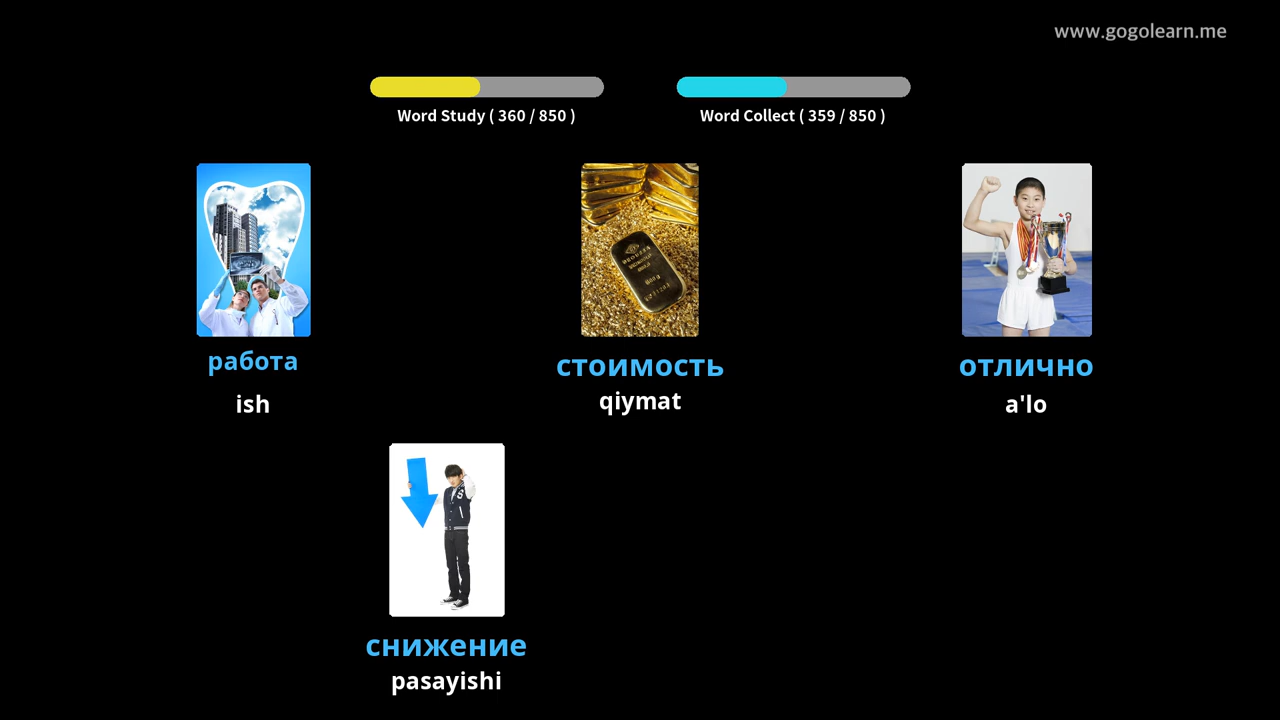 www.gogolearn.me
Word Study ( 360 / 850 )
Word Collect ( 359 / 850 )
работа
ish
стоимость
qiymat
отлично
a'lo
снижение
pasayishi